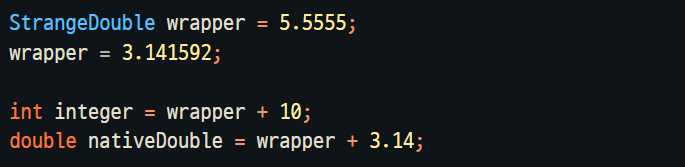 StrangeDouble wrapper = 5.5555;
wrapper = 3.141592;
int integer = wrapper + 10;
double nativeDouble = wrapper + 3.14;